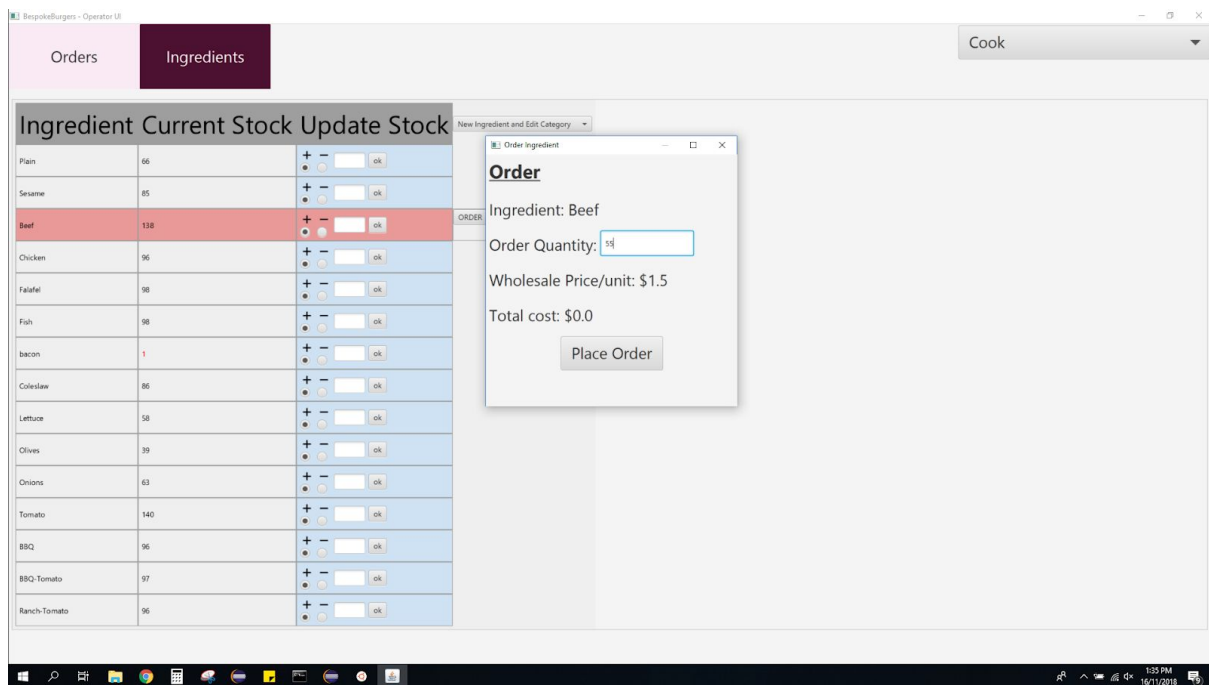 BespokeBurgers - Operator UI
Orders
Ingredients
Cook
Ingredient Current Stock Update Stock
New Ingredient and Edit Category
Plain 66 + - ok
Sesame 85 + - ok
Beef 138 + - ok ORDER
Chicken 96 + - ok
Falafel 98 + - ok
Fish 98 + - ok
bacon 1 + - ok
Coleslaw 86 + - ok
Lettuce 58 + - ok
Olives 39 + - ok
Onions 63 + - ok
Tomato 140 + - ok
BBQ 96 + - ok
BBQ-Tomato 97 + - ok
Ranch-Tomato 96 + - ok
Order Ingredient
Order
Ingredient: Beef
Order Quantity: 55
Wholesale Price/unit: $1.5
Total cost: $0.0
Place Order
1:35 PM
16/11/2018